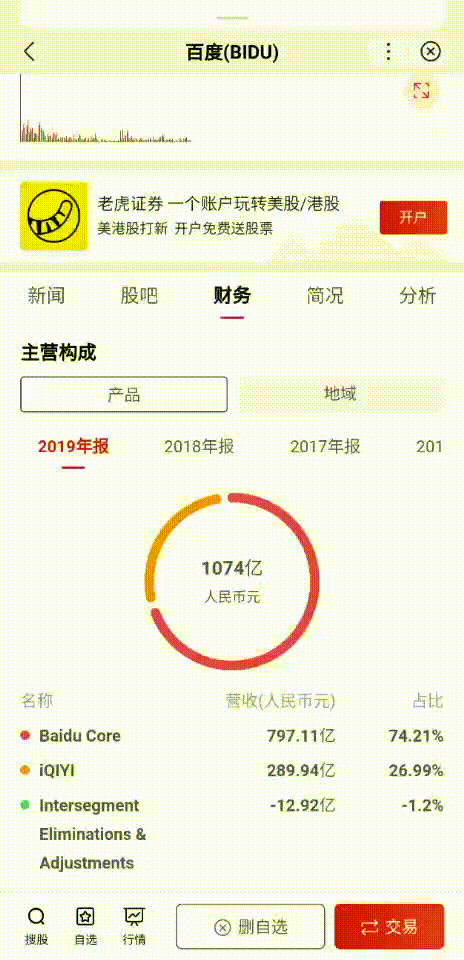 百度(BIDU)
老虎证券 一个账户玩转美股/港股
美港股打新 开户免费送股票
开户
新闻 股吧 财务 简况 分析
主营构成
产品 地域
2019年报 2018年报 2017年报 201
1074亿
人民币元
名称 营收(人民币元) 占比
Baidu Core 797.11亿 74.21%
iQIYI 289.94亿 26.99%
Intersegment -12.92亿 -1.2%
Eliminations &
Adjustments
搜股 自选 行情 删自选 交易